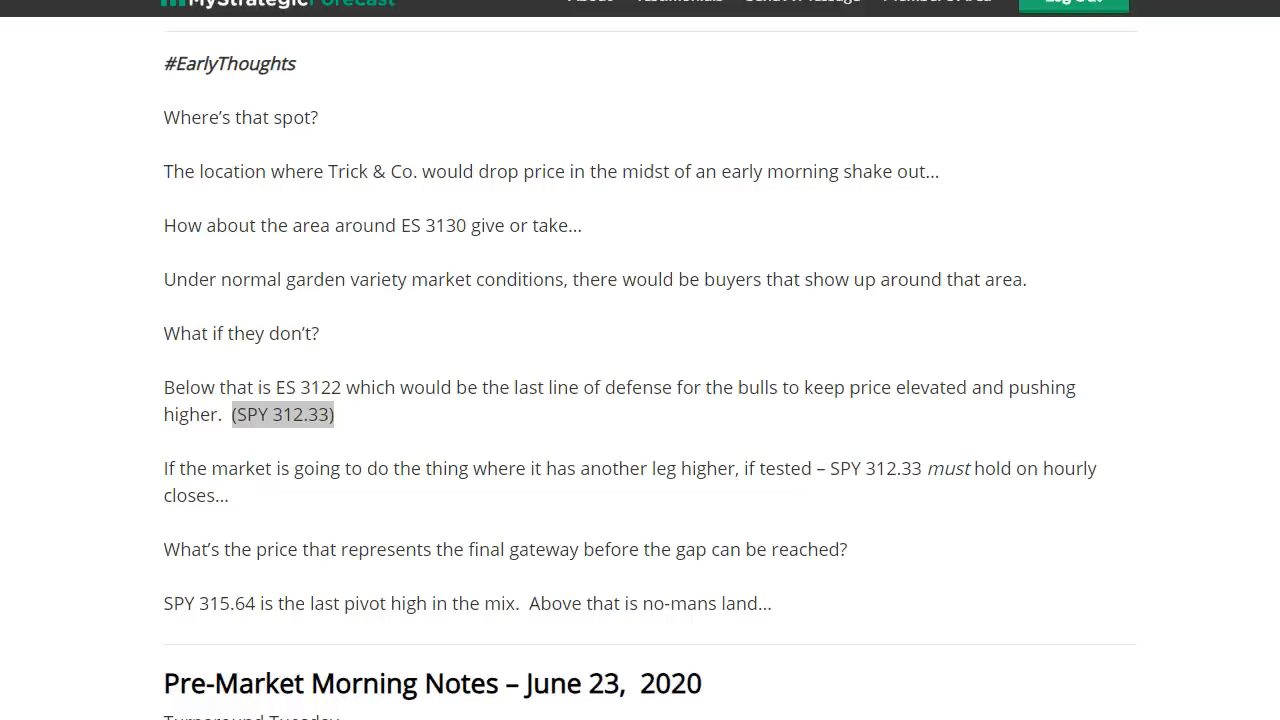 MyStrategicForecast
Log Out
#EarlyThoughts
Where's that spot?
The location where Trick & Co. would drop price in the midst of an early morning shake out…
How about the area around ES 3130 give or take…
Under normal garden variety market conditions, there would be buyers that show up around that area.
What if they don't?
Below that is ES 3122 which would be the last line of defense for the bulls to keep price elevated and pushing
higher.  (SPY 312.33)
If the market is going to do the thing where it has another leg higher, if tested – SPY 312.33 must hold on hourly
closes…
What's the price that represents the final gateway before the gap can be reached?
SPY 315.64 is the last pivot high in the mix.  Above that is no-mans land…
Pre-Market Morning Notes – June 23,  2020
Turnaround Tuesday